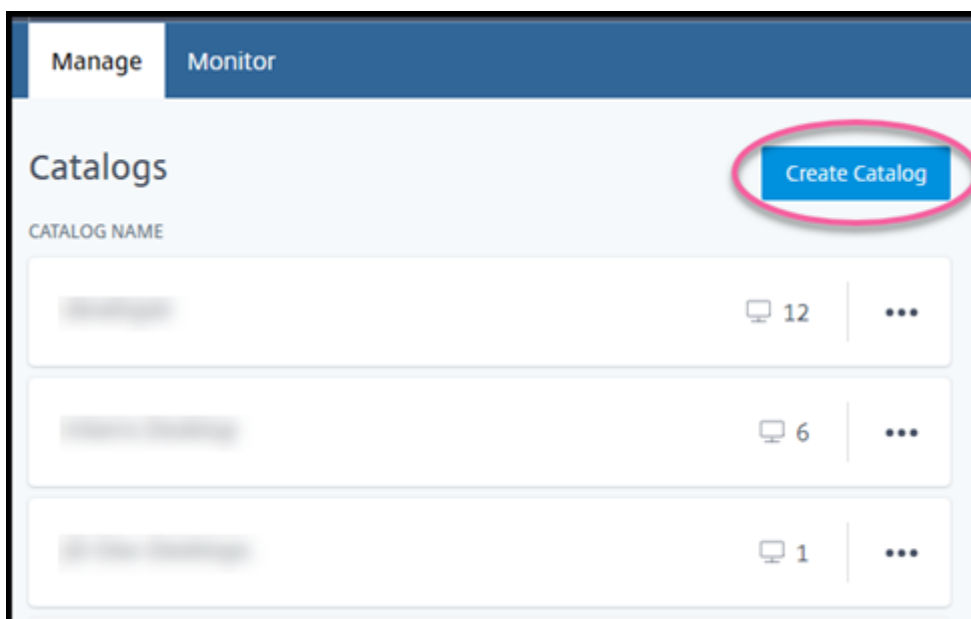 Manage Monitor
Catalogs
Create Catalog
CATALOG NAME
12
6
1